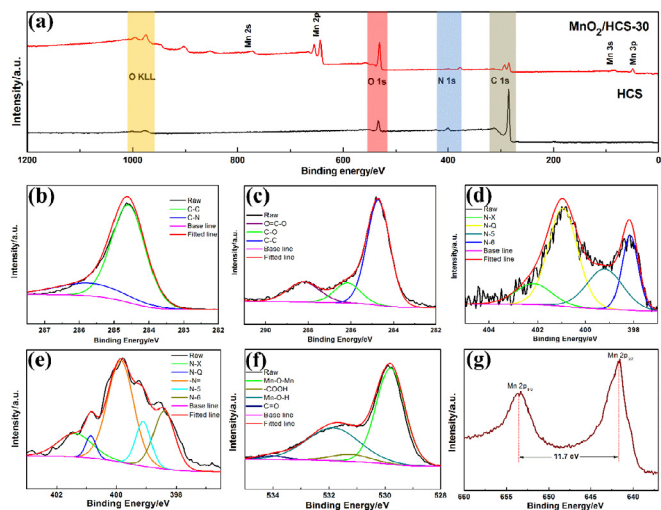 (a)
MnO2/HCS-30
Mn 2s
Mn 2p
Mn 3s
Mn 3p
O KLL
O 1s
N 1s
C 1s
HCS
Intensity/a.u.
1200 1000 800 600 400 200 0
Binding energy/eV
(b)
Raw
C-C
C-N
Base line
Fitted line
Intensity/a.u.
287 286 285 284 283 282
Binding Energy/eV
(c)
Raw
O=C-O
C-O
C-C
Base line
Fitted line
Intensity/a.u.
290 288 286 284 282
Binding Energy/eV
(d)
Raw
N-X
N-Q
N-5
N-6
Base line
Fitted line
Intensity/a.u.
404 402 400 398
Binding Energy/eV
(e)
Raw
N-X
N-Q
N=
N-5
N-6
Base line
Fitted line
Intensity/a.u.
402 400 398 396
Binding Energy/eV
(f)
Raw
Mn-O-Mn
-COOH
Mn-O-H
C=O
Base line
Fitted line
Intensity/a.u.
534 532 530 528
Binding Energy/eV
(g)
Mn 2p
Mn 2p
11.7 eV
Intensity/a.u.
660 655 650 645 640
Binding Energy/eV